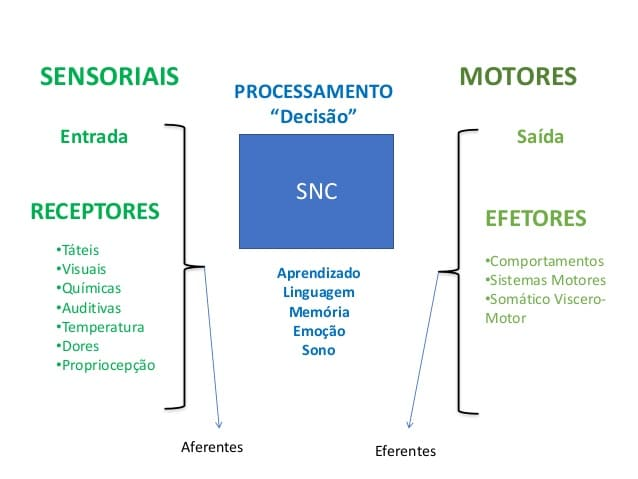 SENSORIAIS
Entrada
RECEPTORES
•Táteis
•Visuais
•Químicas
•Auditivas
•Temperatura
•Dores
•Propriocepção
Aferentes
PROCESSAMENTO
“Decisão”
SNC
Aprendizado
Linguagem
Memória
Emoção
Sono
MOTORES
Saída
EFETORES
•Comportamentos
•Sistemas Motores
•Somático Viscero-
Motor
Eferentes